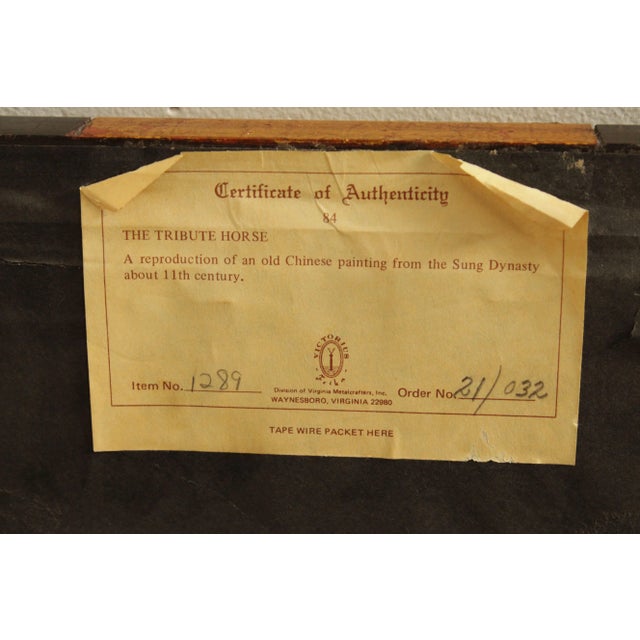 Certificate of Authenticity
84
THE TRIBUTE HORSE
A reproduction of an old Chinese painting from the Sung Dynasty
about 11th century.
VICTORIUS
Item No. 1289
Division of Virginia Metalcrafters, Inc.
WAYNESBORO, VIRGINIA 22980
Order No. 21/032
TAPE WIRE PACKET HERE